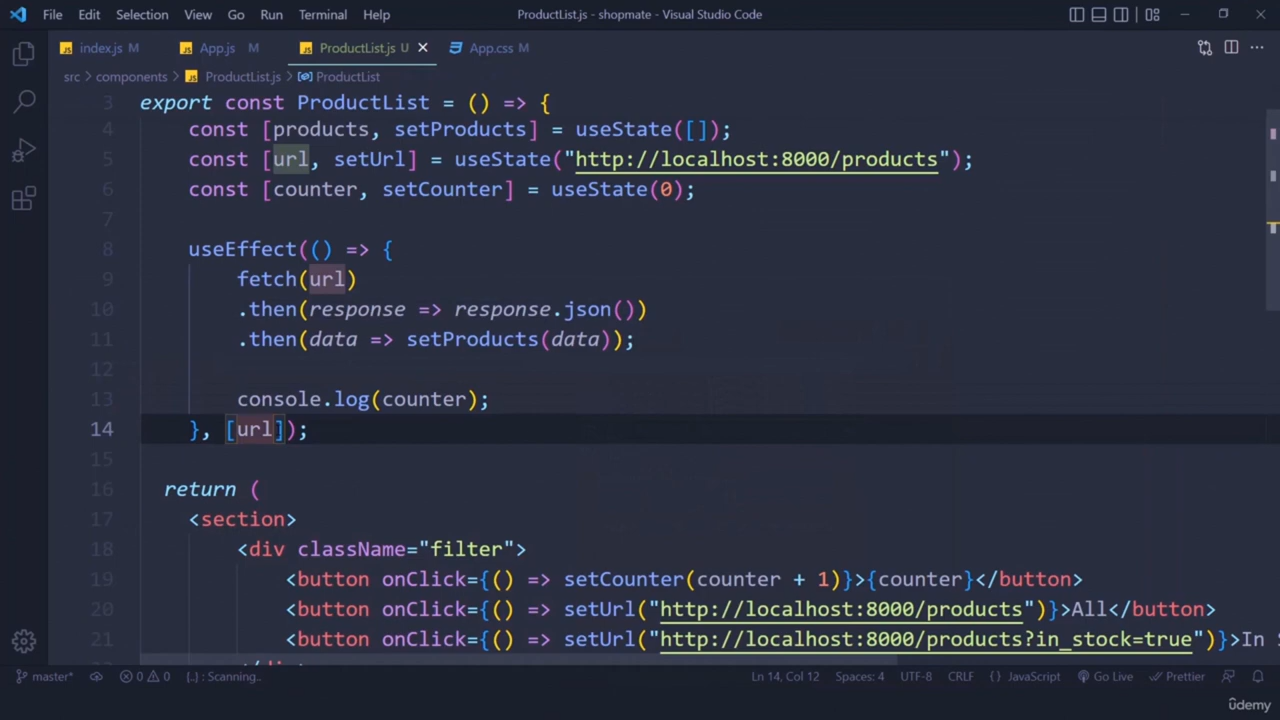 File Edit Selection View Go Run Terminal Help ProductList.js - shopmate - Visual Studio Code
JS index.js M JS App.js M JS ProductList.js U App.css M
src > components > JS ProductList.js > ProductList
3 export const ProductList = () => {
4 const [products, setProducts] = useState([]);
5 const [url, setUrl] = useState("http://localhost:8000/products");
6 const [counter, setCounter] = useState(0);
7
8 useEffect(() => {
9 fetch(url)
10 .then(response => response.json())
11 .then(data => setProducts(data));
12
13 console.log(counter);
14 }, [url]);
15
16 return (
17 <section>
18 <div className="filter">
19 <button onClick={() => setCounter(counter + 1)}>{counter}</button>
20 <button onClick={() => setUrl("http://localhost:8000/products")}>All</button>
21 <button onClick={() => setUrl("http://localhost:8000/products?in_stock=true")}>In
master* 0 0 [..] : Scanning.. Ln 14, Col 12 Spaces: 4 UTF-8 CRLF {} JavaScript Go Live Prettier
ûdemy